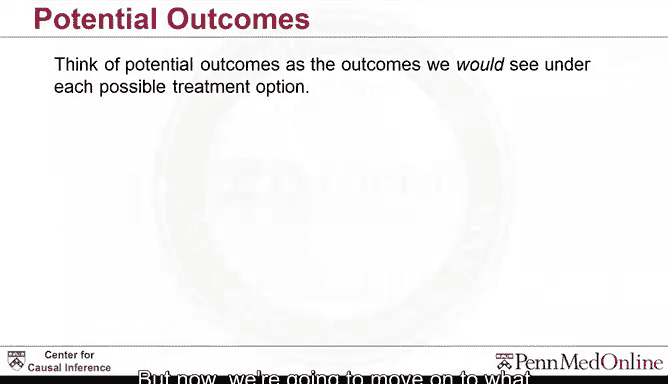 Potential Outcomes
Think of potential outcomes as the outcomes we would see under
each possible treatment option.
Center for
Causal Inference
PennMedOnline
But now, we're going to move on to what